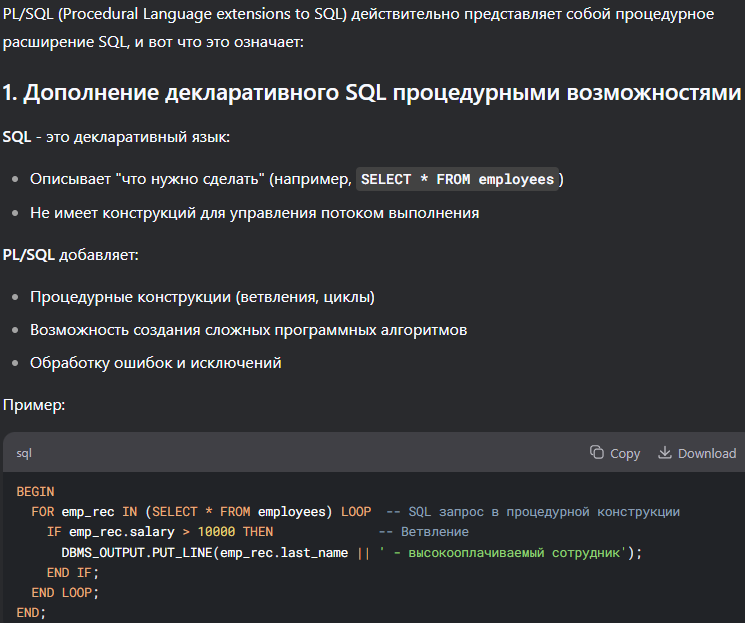 PL/SQL (Procedural Language extensions to SQL) действительно представляет собой процедурное
расширение SQL, и вот что это означает:
1. Дополнение декларативного SQL процедурными возможностями
SQL - это декларативный язык:
Описывает "что нужно сделать" (например, SELECT * FROM employees)
Не имеет конструкций для управления потоком выполнения
PL/SQL добавляет:
Процедурные конструкции (ветвления, циклы)
Возможность создания сложных программных алгоритмов
Обработку ошибок и исключений
Пример:
sql Copy Download
BEGIN
  FOR emp_rec IN (SELECT * FROM employees) LOOP  -- SQL запрос в процедурной конструкции
    IF emp_rec.salary > 10000 THEN             -- Ветвление
      DBMS_OUTPUT.PUT_LINE(emp_rec.last_name || ' - высокооплачиваемый сотрудник');
    END IF;
  END LOOP;
END;